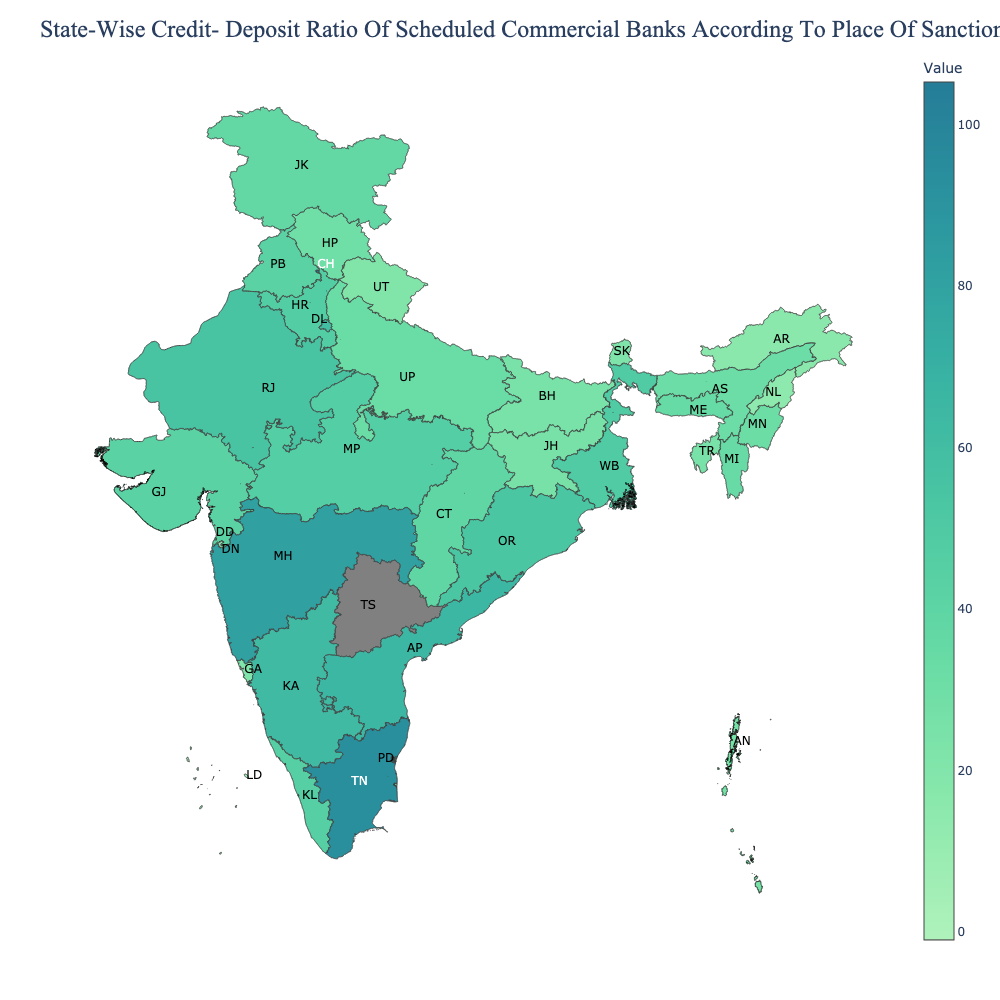 State-Wise Credit- Deposit Ratio Of Scheduled Commercial Banks According To Place Of Sanction
Value
100
80
60
40
20
0
JK
HP
CH
PB
UT
HR
DL
RJ
UP
SK
AR
AS
NL
ME
MN
BH
JH
TR
MI
MP
WB
GJ
CT
DD
DN
OR
MH
TS
AP
GA
KA
LD
PD
TN
KL
AN